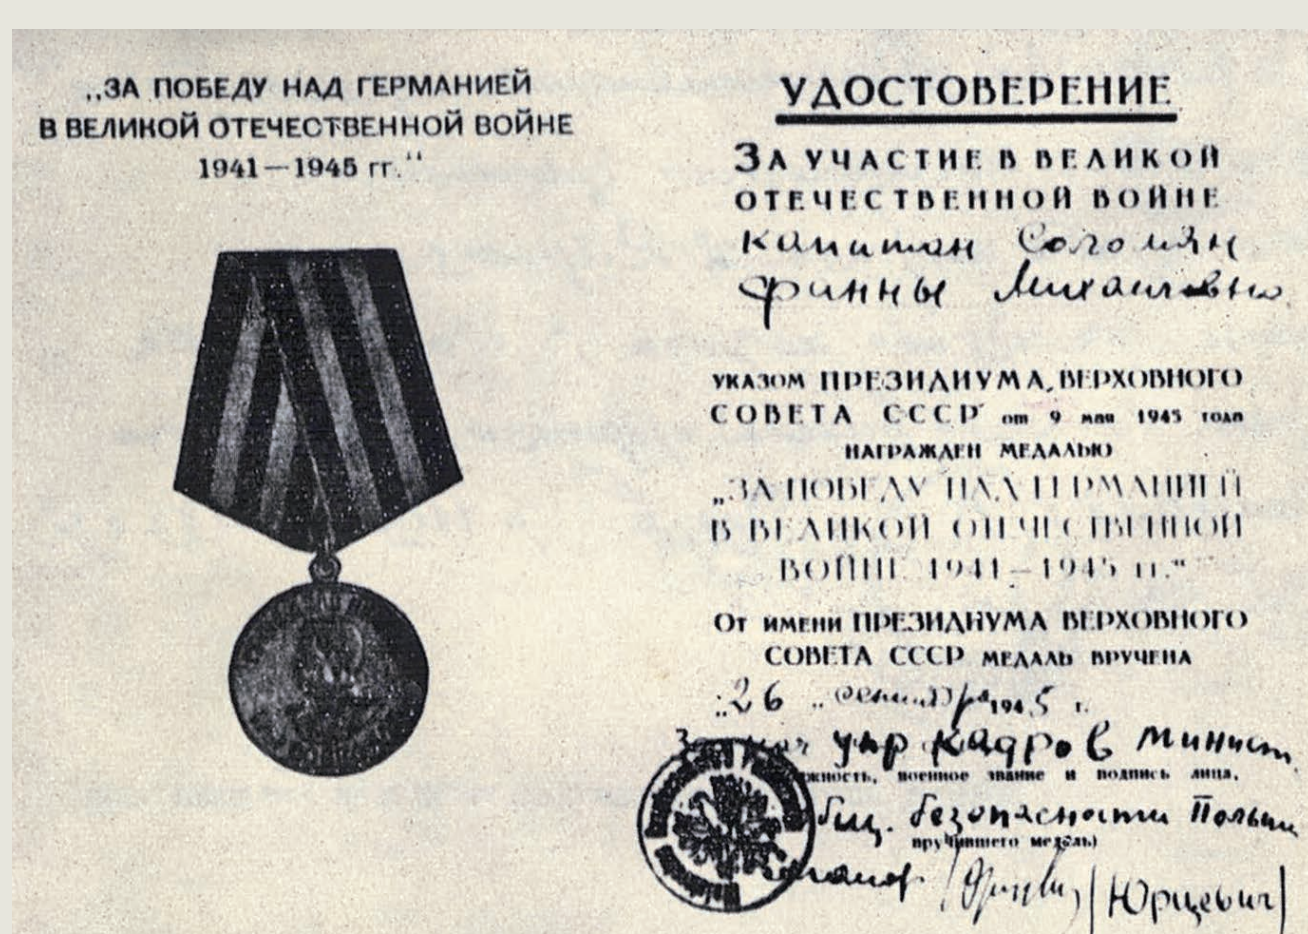 „ЗА ПОБЕДУ НАД ГЕРМАНИЕЙ
В ВЕЛИКОЙ ОТЕЧЕСТВЕННОЙ ВОЙНЕ
1941—1945 гг.“
УДОСТОВЕРЕНИЕ
ЗА УЧАСТИЕ В ВЕЛИКОЙ
ОТЕЧЕСТВЕННОЙ ВОЙНЕ
капитан Соломян
Фанны Михайловна
УКАЗОМ ПРЕЗИДИУМА ВЕРХОВНОГО
СОВЕТА СССР от 9 мая 1945 года
НАГРАЖДЕН МЕДАЛЬЮ
„ЗА ПОБЕДУ НАД ГЕРМАНИЕЙ
В ВЕЛИКОЙ ОТЕЧЕСТВЕННОЙ
ВОЙНЕ 1941—1945 гг.“
ОТ ИМЕНИ ПРЕЗИДИУМА ВЕРХОВНОГО
СОВЕТА СССР МЕДАЛЬ ВРУЧЕНА
„26„ сентября 1945 г.
упр кадров Минист
военное звание и подпись лица,
безопасности Польши
вручившего медаль)
(Юрцевич)